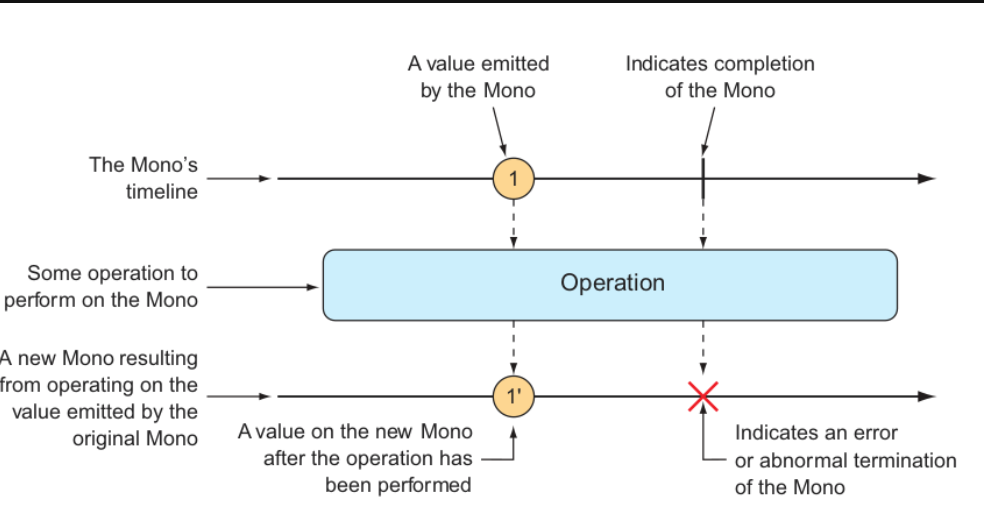 A value emitted
by the Mono
Indicates completion
of the Mono
The Mono's
timeline
1
Some operation to
perform on the Mono
Operation
A new Mono resulting
from operating on the
value emitted by the
original Mono
1'
A value on the new Mono
after the operation has
been performed
Indicates an error
or abnormal termination
of the Mono